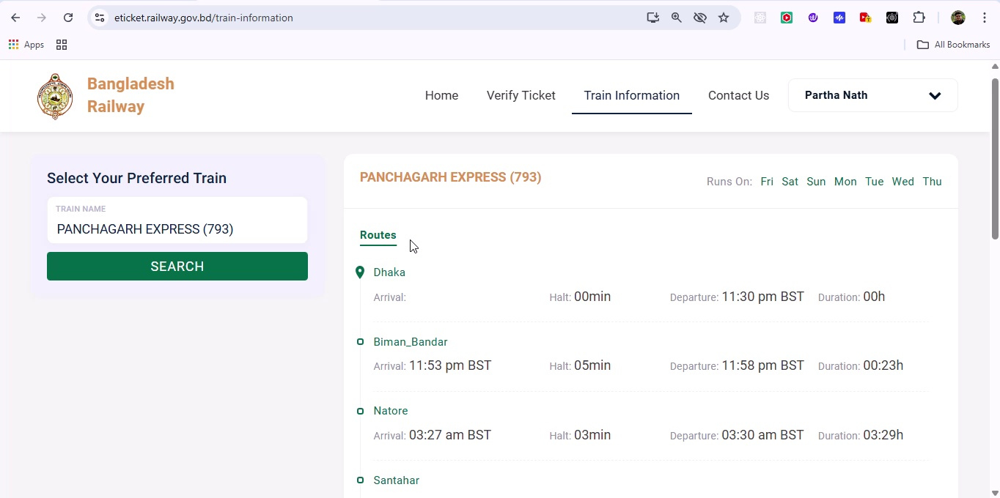 eticket.railway.gov.bd/train-information
Apps
All Bookmarks
Bangladesh
Railway
Home
Verify Ticket
Train Information
Contact Us
Partha Nath
Select Your Preferred Train
TRAIN NAME
PANCHAGARH EXPRESS (793)
SEARCH
PANCHAGARH EXPRESS (793)
Runs On: Fri Sat Sun Mon Tue Wed Thu
Routes
Dhaka
Arrival: Halt: 00min Departure: 11:30 pm BST Duration: 00h
Biman_Bandar
Arrival: 11:53 pm BST Halt: 05min Departure: 11:58 pm BST Duration: 00:23h
Natore
Arrival: 03:27 am BST Halt: 03min Departure: 03:30 am BST Duration: 03:29h
Santahar